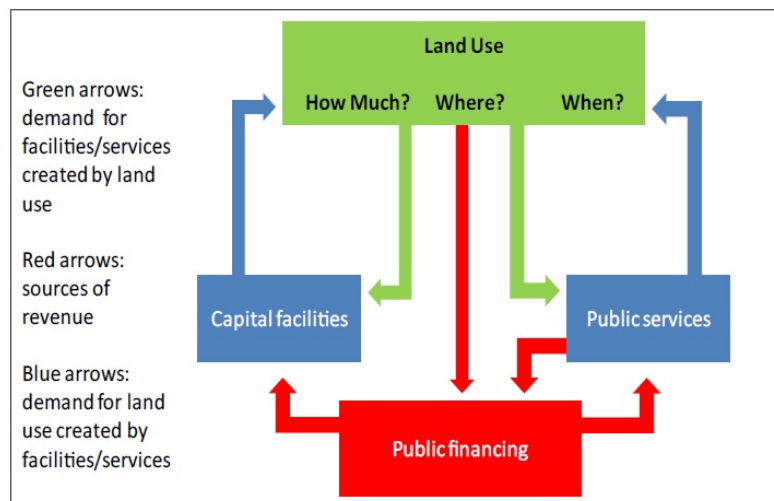 Land Use
How Much? Where? When?
Green arrows:
demand for
facilities/services
created by land
use
Red arrows:
sources of
revenue
Blue arrows:
demand for land
use created by
facilities/services
Capital facilities
Public services
Public financing